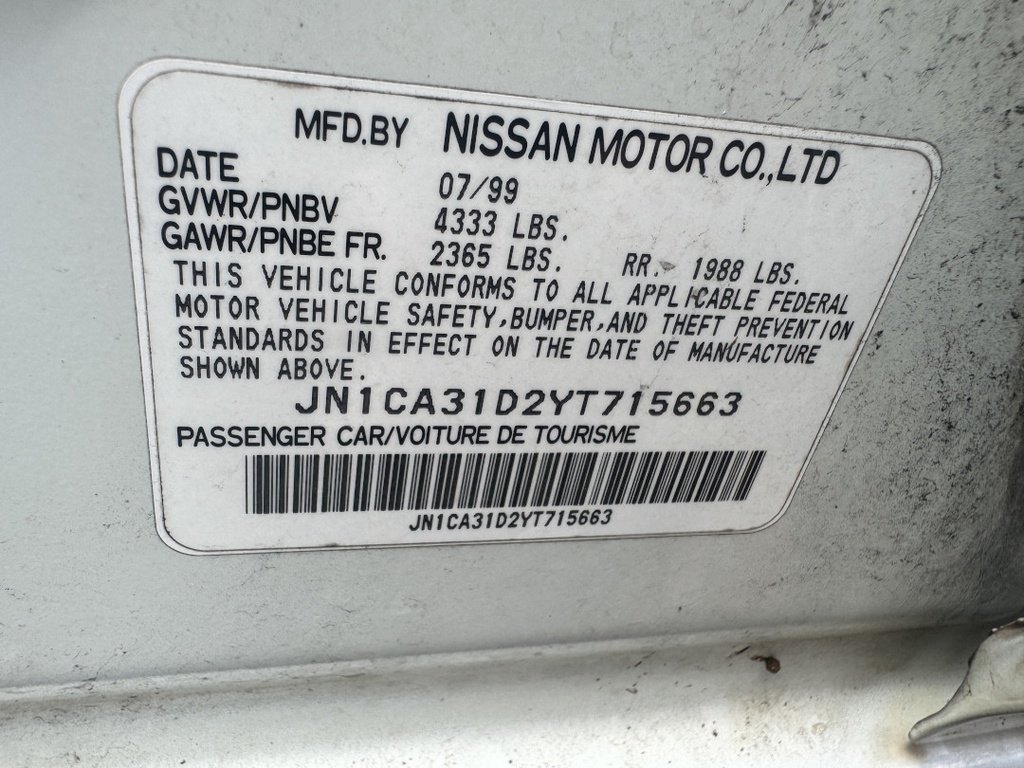 MFD.BY NISSAN MOTOR CO.,LTD
DATE 07/99
GVWR/PNBV 4333 LBS.
GAWR/PNBE FR. 2365 LBS. RR. 1988 LBS.
THIS VEHICLE CONFORMS TO ALL APPLICABLE FEDERAL
MOTOR VEHICLE SAFETY,BUMPER,AND THEFT PREVENTION
STANDARDS IN EFFECT ON THE DATE OF MANUFACTURE
SHOWN ABOVE.
JN1CA31D2YT715663
PASSENGER CAR/VOITURE DE TOURISME
JN1CA31D2YT715663